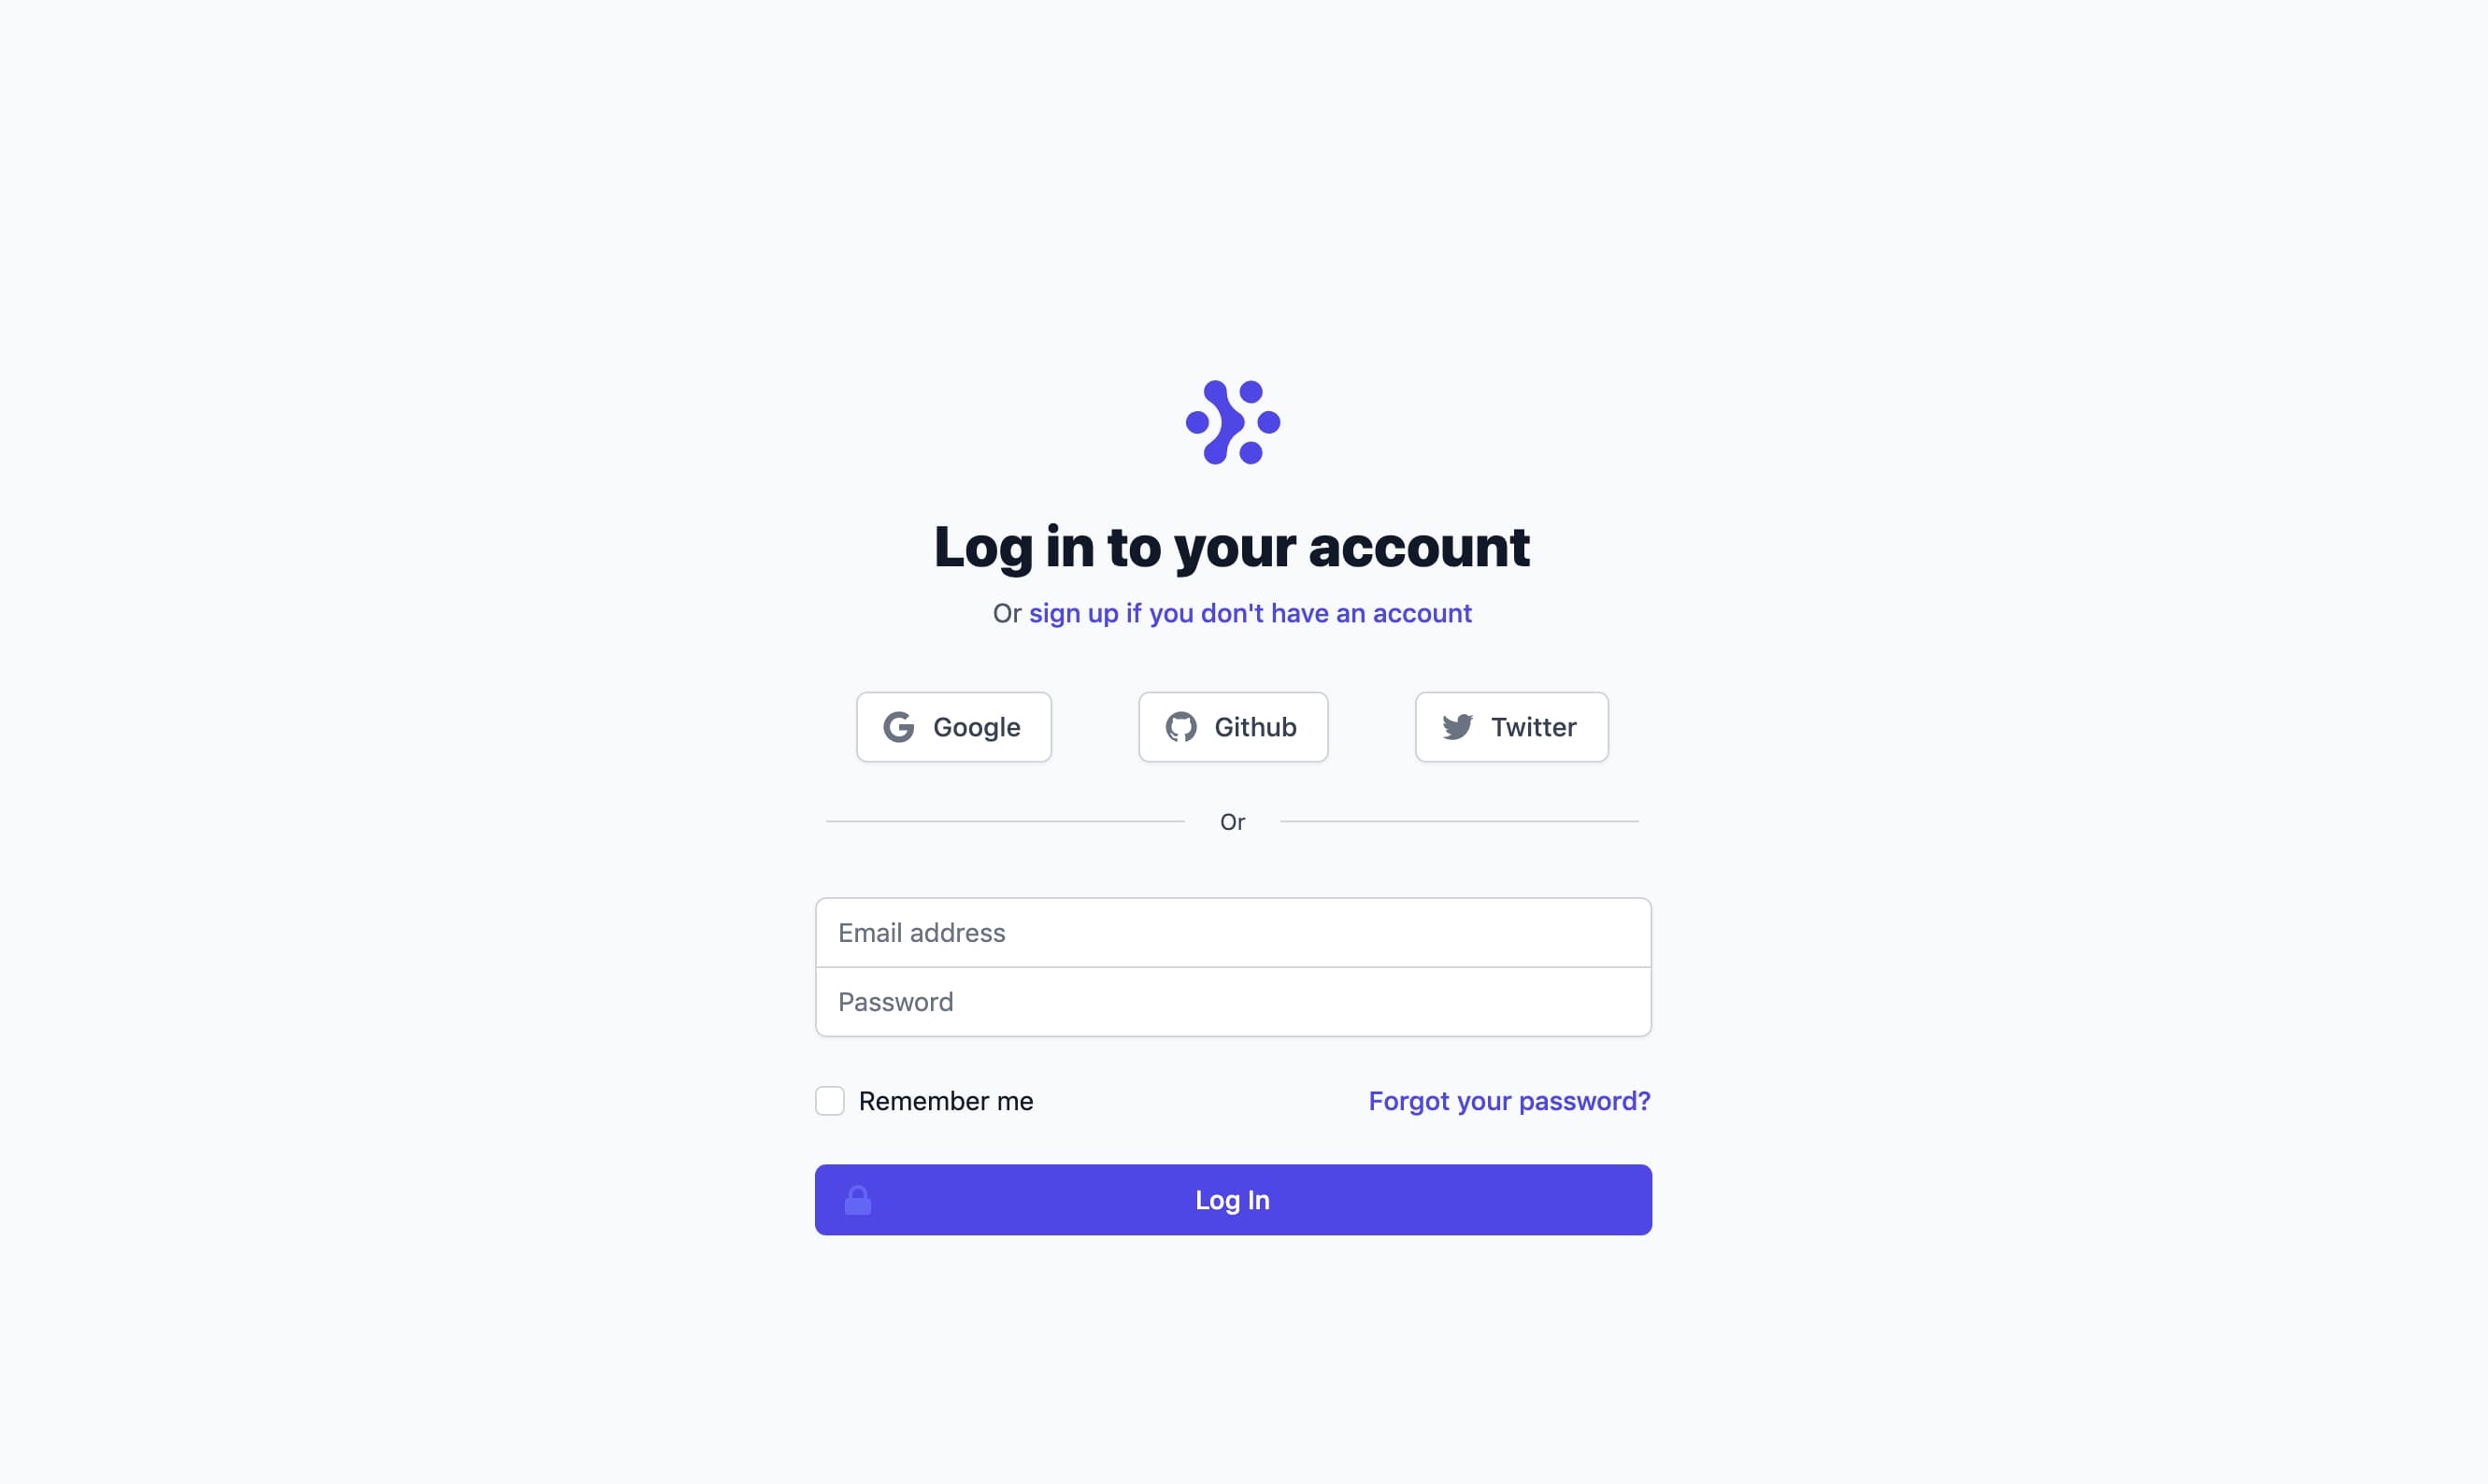 Log in to your account
Or sign up if you don't have an account
Google Github Twitter
Or
Email address
Password
Remember me Forgot your password?
Log In